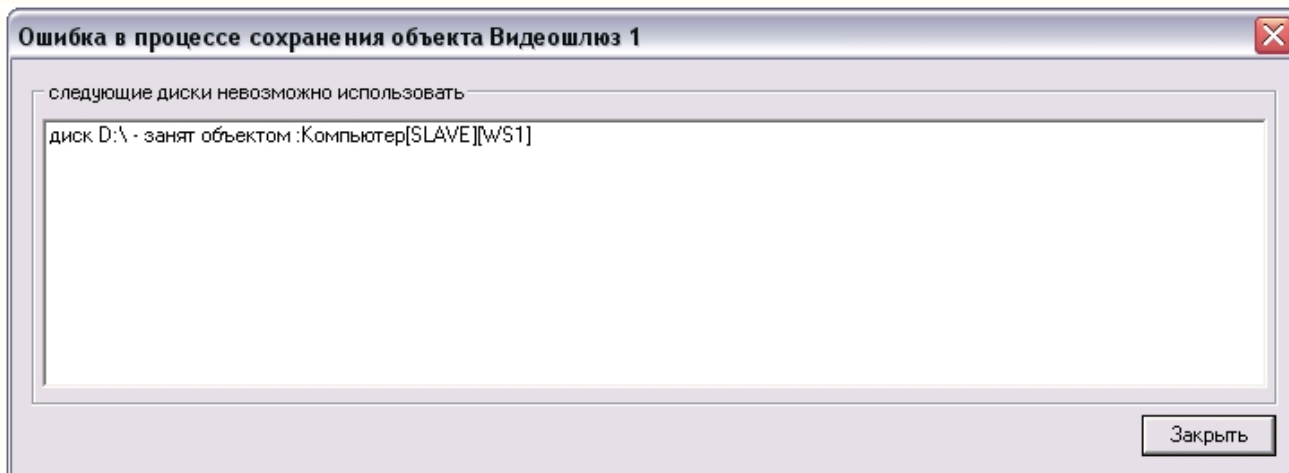 Ошибка в процессе сохранения объекта Видеошлюз 1
следующие диски невозможно использовать
диск D:\ - занят объектом :Компьютер[SLAVE][WS1]
Закрыть